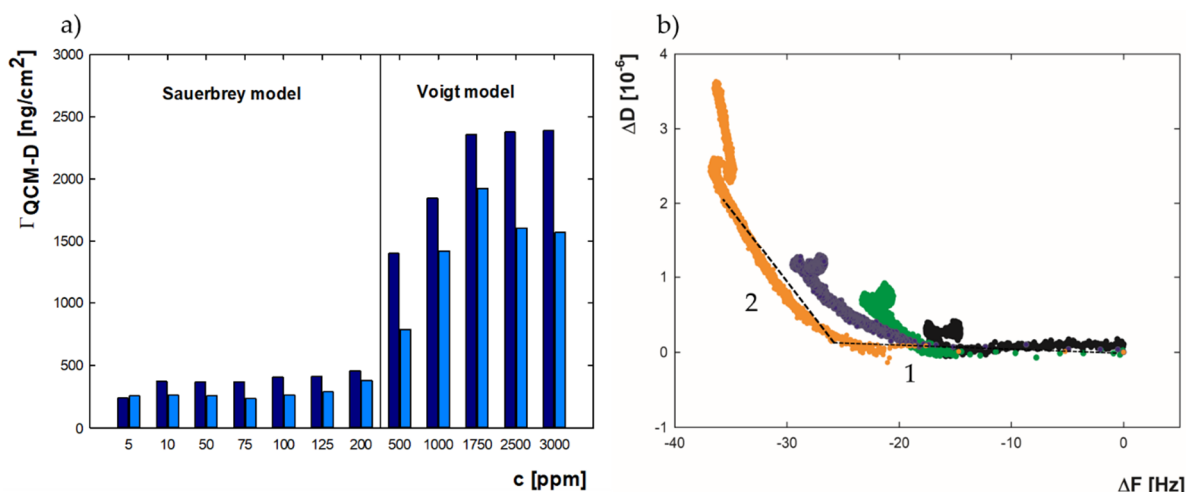 a)
Γ QCM-D [ng/cm²]
3000
2500
2000
1500
1000
500
0
Sauerbrey model
Voigt model
5 10 50 75 100 125 200 500 1000 1750 2500 3000
c [ppm]
b)
ΔD [10⁻⁶]
4
3
2
1
0
-1
2
1
-40 -30 -20 -10 0
ΔF [Hz]